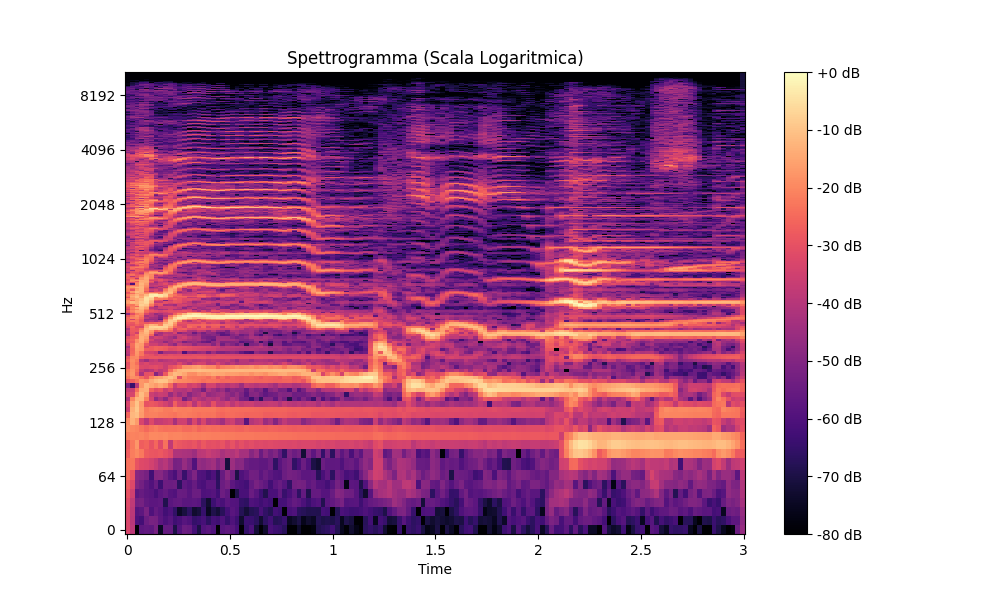 Spettrogramma (Scala Logaritmica)
8192
4096
2048
1024
512
256
128
64
0
Hz
0
0.5
1
1.5
2
2.5
3
Time
+0 dB
-10 dB
-20 dB
-30 dB
-40 dB
-50 dB
-60 dB
-70 dB
-80 dB